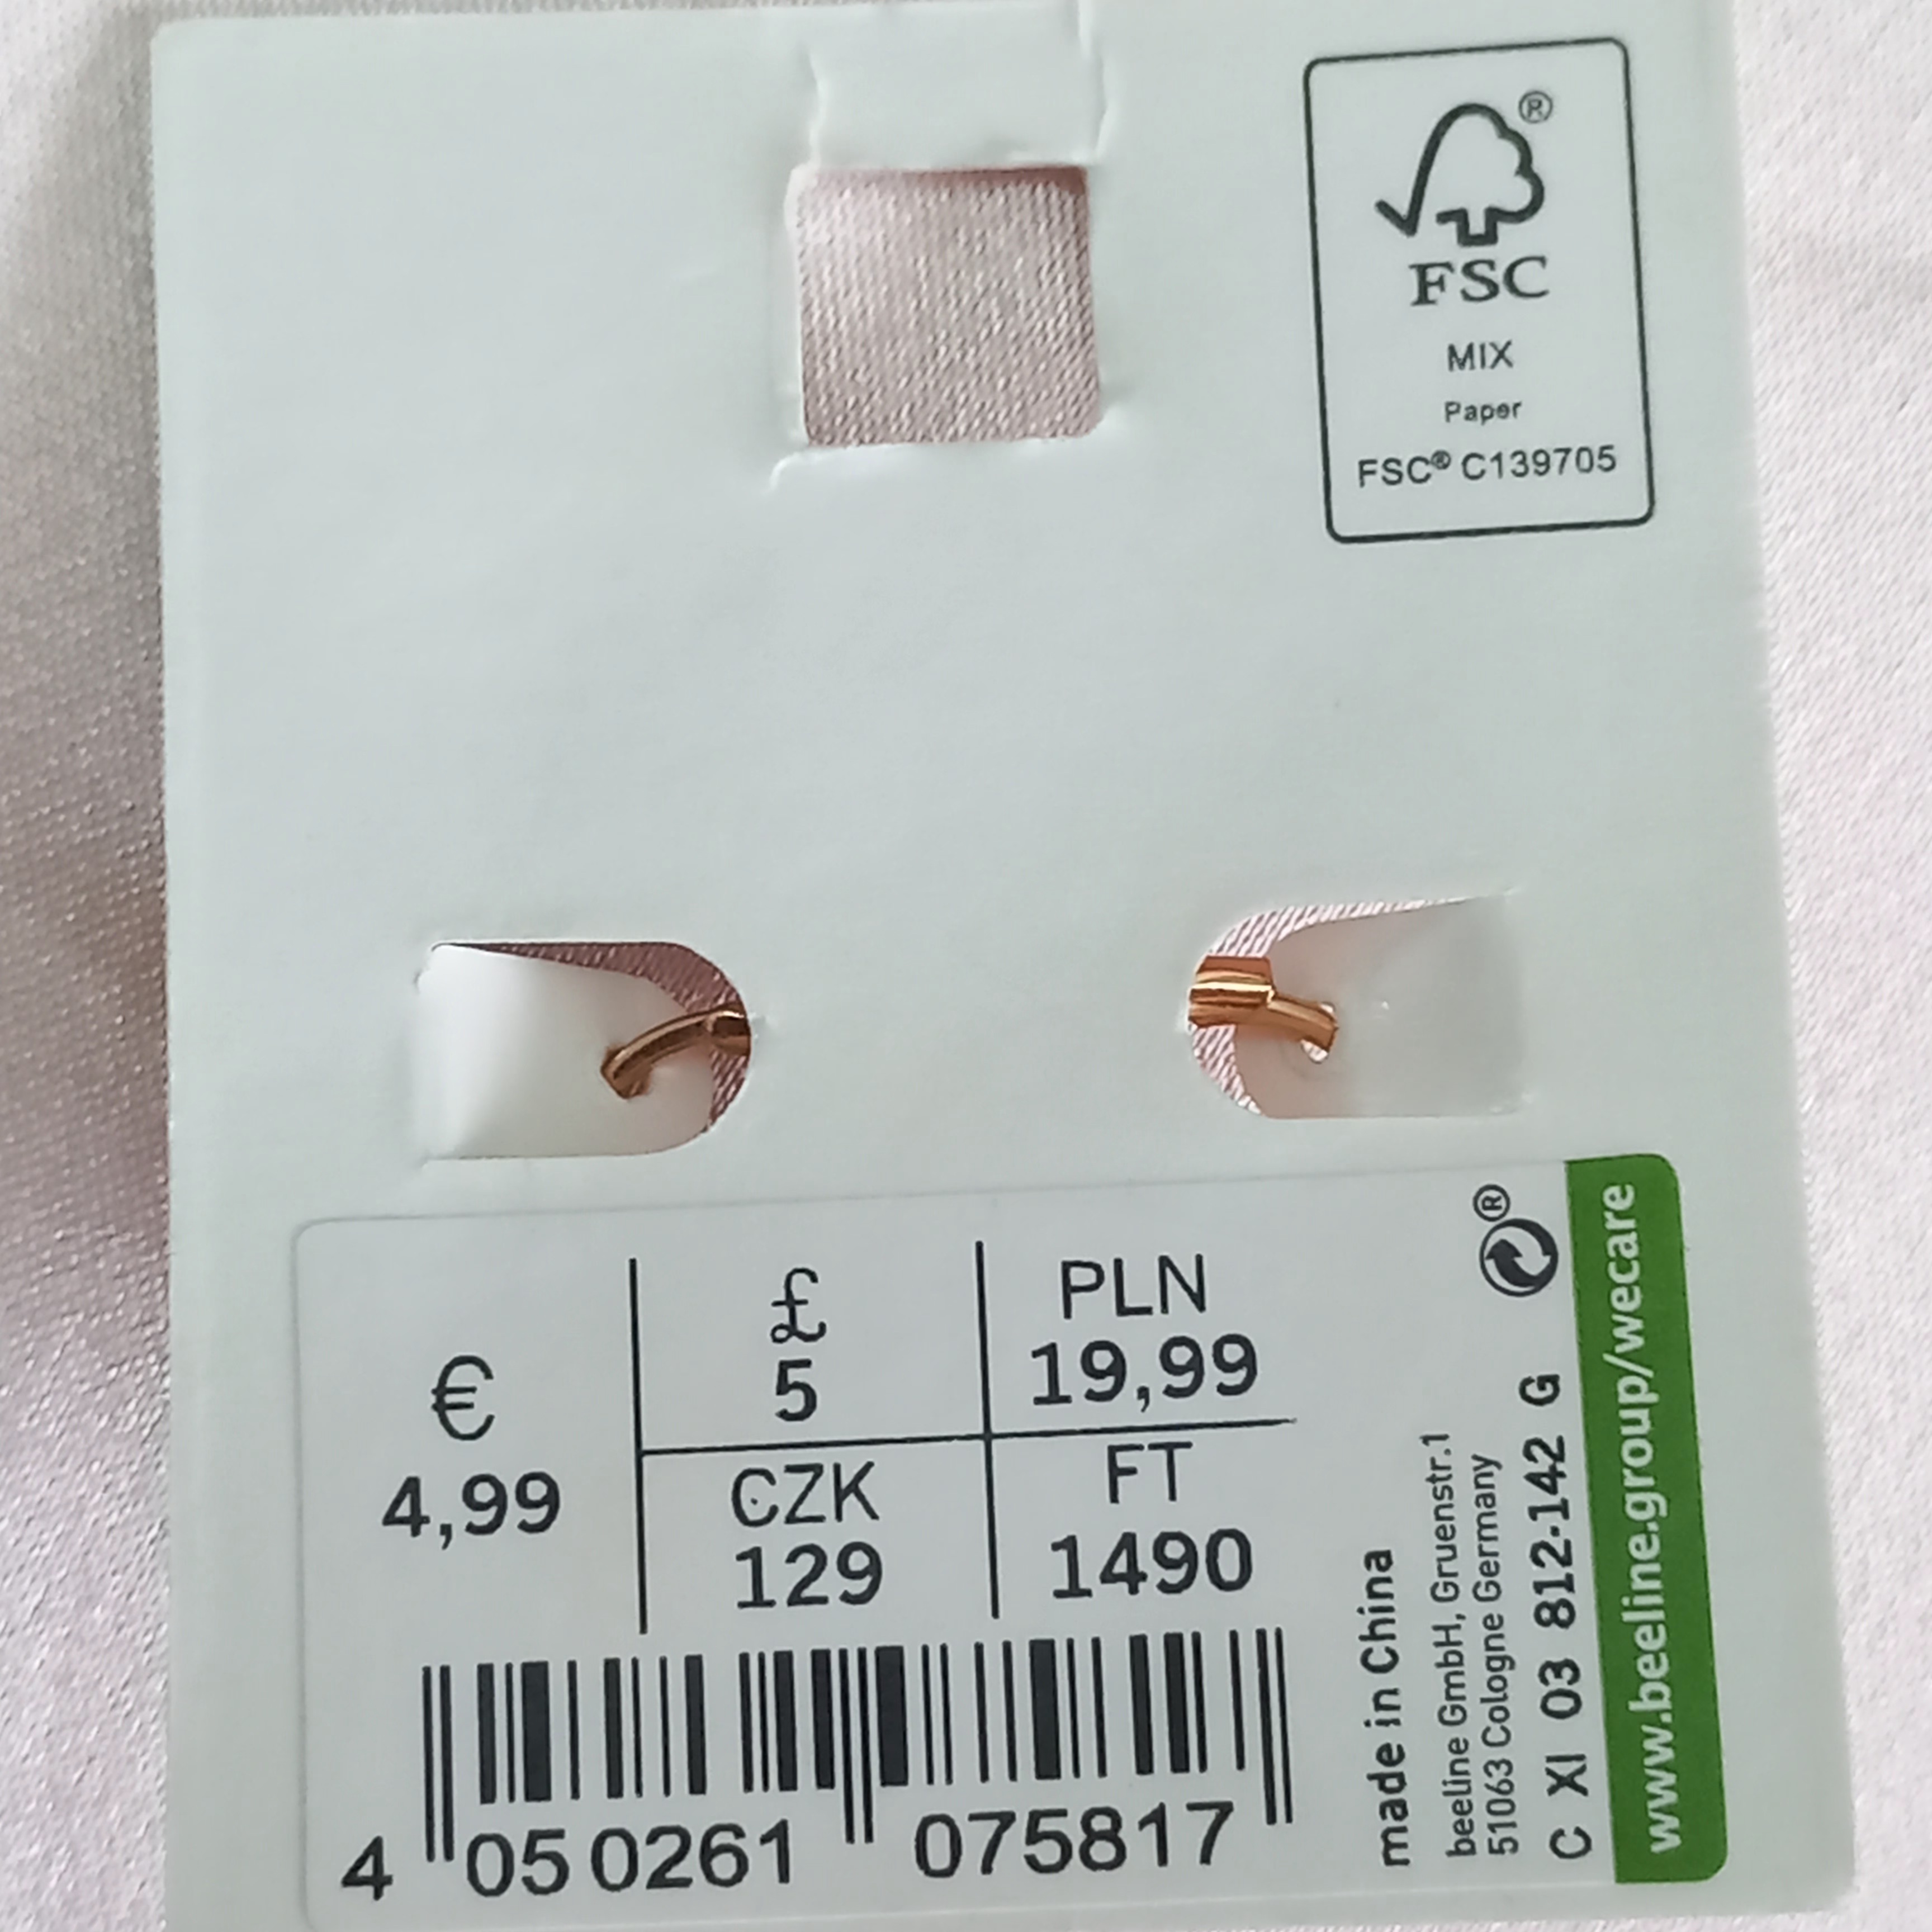 ®
FSC
MIX
Paper
FSC® C139705
€
4,99
£
5
PLN
19,99
CZK
129
FT
1490
4 050261 075817
made in China
beeline GmbH, Gruenstr.1
51063 Cologne Germany
C XI 03 812-142 G
®
www.beeline.group/wecare